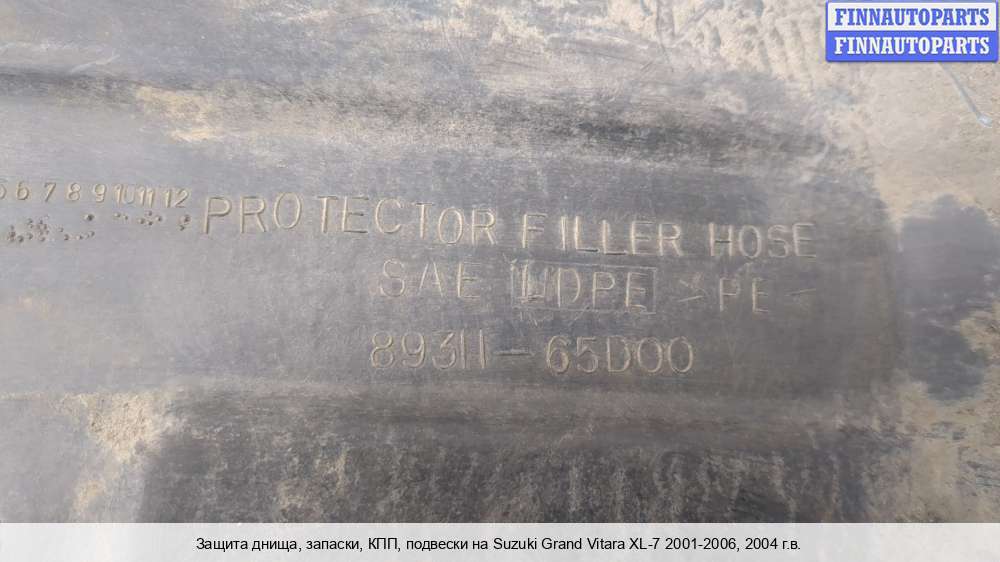 FINNAUTOPARTS
FINNAUTOPARTS
6 7 8 9 10 11 12
PROTECTOR FILLER HOSE
SAE LDPE >PE<
89311-65D00
Защита днища, запаски, КПП, подвески на Suzuki Grand Vitara XL-7 2001-2006, 2004 г.в.